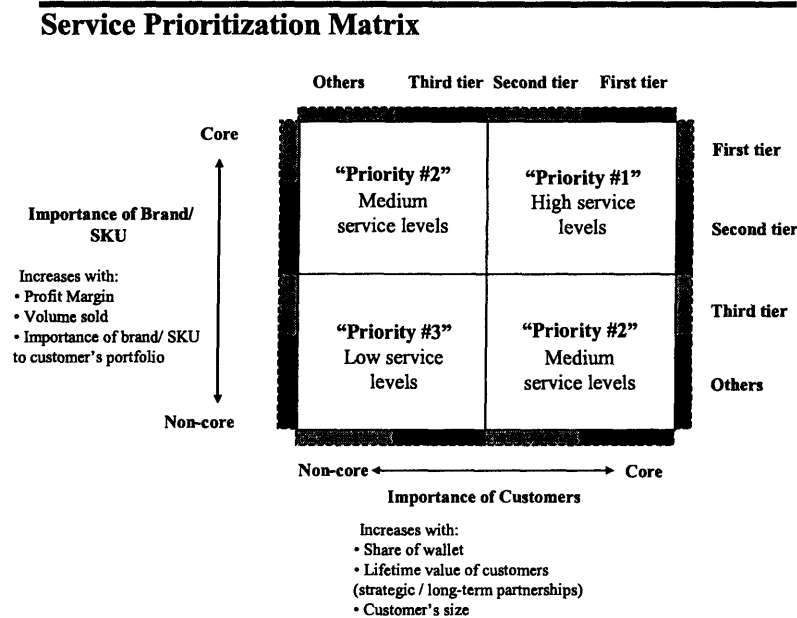 Service Prioritization Matrix
Others Third tier Second tier First tier
Core
First tier
“Priority #2”
Medium
service levels
“Priority #1”
High service
levels
Importance of Brand/
SKU
Second tier
Increases with:
• Profit Margin
• Volume sold
• Importance of brand/ SKU
to customer’s portfolio
Third tier
“Priority #3”
Low service
levels
“Priority #2”
Medium
service levels
Others
Non-core
Non-core Core
Importance of Customers
Increases with:
• Share of wallet
• Lifetime value of customers
(strategic / long-term partnerships)
• Customer’s size